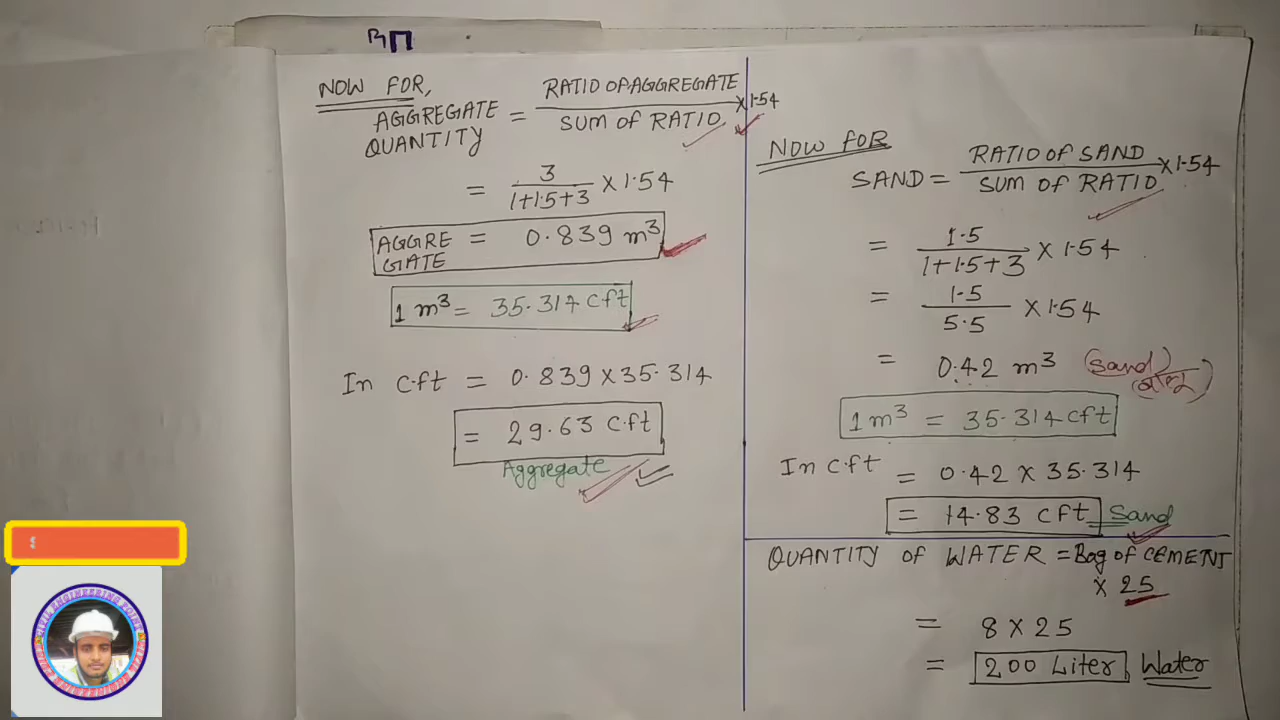 NOW FOR,
AGGREGATE QUANTITY = RATIO OF AGGREGATE / SUM OF RATIO × 1.54
= 3 / 1+1.5+3 × 1.54
AGGREGATE = 0.839 m³
1 m³ = 35.314 cft
In c.ft = 0.839 × 35.314
= 29.63 c.ft
Aggregate
NOW FOR
SAND = RATIO OF SAND / SUM OF RATIO × 1.54
= 1.5 / 1+1.5+3 × 1.54
= 1.5 / 5.5 × 1.54
= 0.42 m³ (Sand)
1 m³ = 35.314 cft
In c.ft = 0.42 × 35.314
= 14.83 cft Sand
QUANTITY of WATER = Bag of CEMENT
× 25
= 8 × 25
= 200 Liter Water